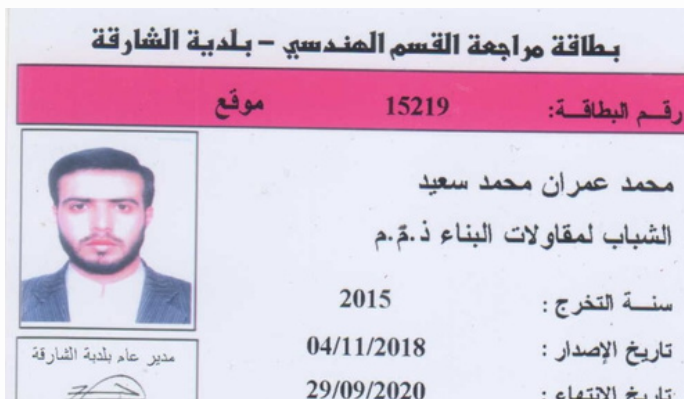 بطاقة مراجعة القسم الهندسي – بلدية الشارقة
رقم البطاقة: 15219 موقع
محمد عمران محمد سعيد
الشباب لمقاولات البناء ذ.م.م
سنة التخرج : 2015
تاريخ الإصدار : 04/11/2018
تاريخ الانتهاء : 29/09/2020
مدير عام بلدية الشارقة